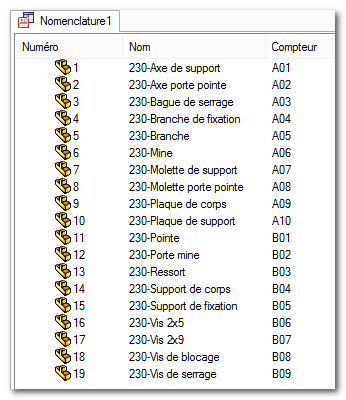 Nomenclature1
Numéro Nom Compteur
1 230-Axe de support A01
2 230-Axe porte pointe A02
3 230-Bague de serrage A03
4 230-Branche de fixation A04
5 230-Branche A05
6 230-Mine A06
7 230-Molette de support A07
8 230-Molette porte pointe A08
9 230-Plaque de corps A09
10 230-Plaque de support A10
11 230-Pointe B01
12 230-Porte mine B02
13 230-Ressort B03
14 230-Support de corps B04
15 230-Support de fixation B05
16 230-Vis 2x5 B06
17 230-Vis 2x9 B07
18 230-Vis de blocage B08
19 230-Vis de serrage B09